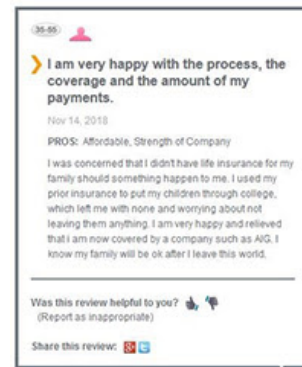 35-55
I am very happy with the process, the
coverage and the amount of my
payments.
Nov 14, 2018
PROS: Affordable, Strength of Company
I was concerned that I didn't have life insurance for my
family should something happen to me. I used my
prior insurance to put my children through college,
which left me with none and worrying about not
leaving them anything. I am very happy and relieved
that i am now covered by a company such as AIG. I
know my family will be ok after I leave this world.
Was this review helpful to you?
(Report as inappropriate)
Share this review: